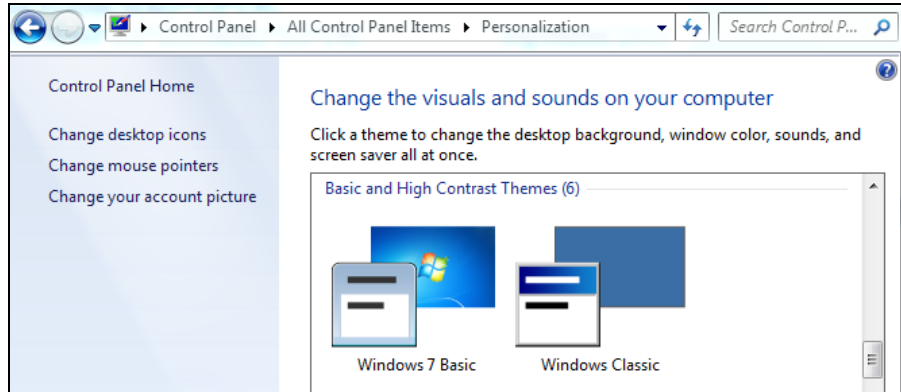 Control Panel All Control Panel Items Personalization Search Control P...
Control Panel Home
Change desktop icons
Change mouse pointers
Change your account picture
Change the visuals and sounds on your computer
Click a theme to change the desktop background, window color, sounds, and
screen saver all at once.
Basic and High Contrast Themes (6)
Windows 7 Basic Windows Classic